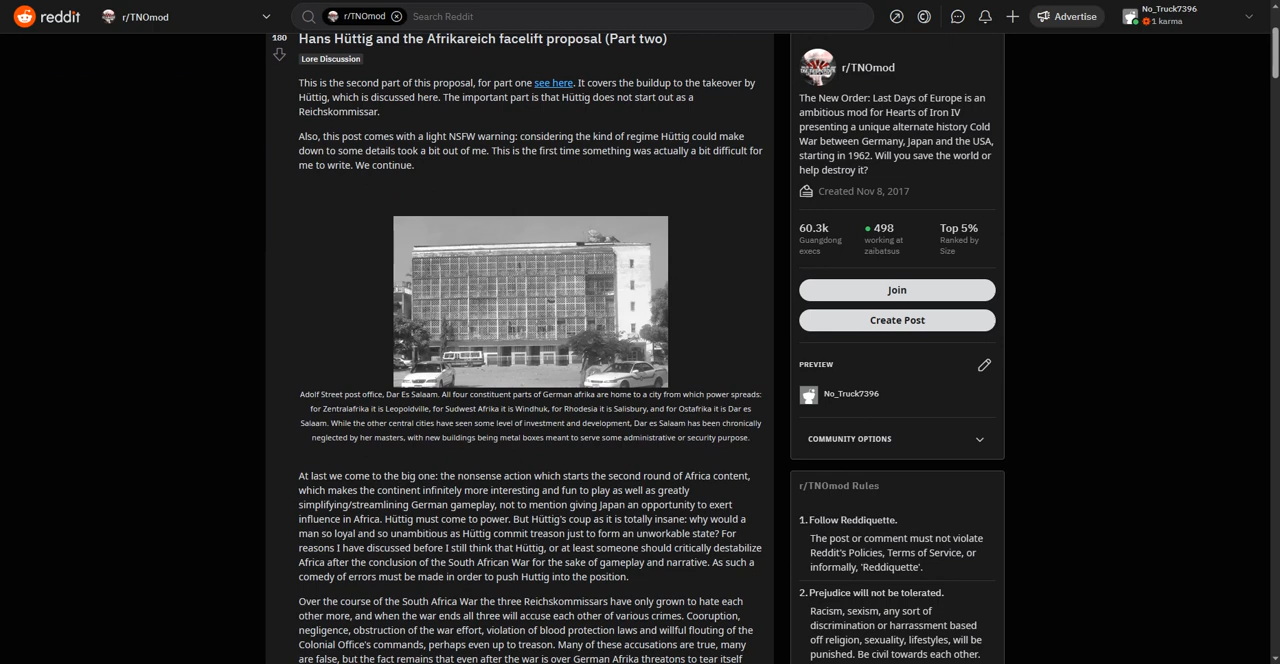 reddit
r/TNOmod
r/TNOmod
Search Reddit
Advertise
No_Truck7396
1 karma
180
Hans Hüttig and the Afrikareich facelift proposal (Part two)
Lore Discussion
This is the second part of this proposal, for part one see here. It covers the buildup to the takeover by
Hüttig, which is discussed here. The important part is that Hüttig does not start out as a
Reichskommissar.
Also, this post comes with a light NSFW warning: considering the kind of regime Hüttig could make
down to some details took a bit out of me. This is the first time something was actually a bit difficult for
me to write. We continue.
Adolf Street post office, Dar Es Salaam. All four constituent parts of German afrika are home to a city from which power spreads:
for Zentralafrika it is Leopoldville, for Sudwest Afrika it is Windhuk, for Rhodesia it is Salisbury, and for Ostafrika it is Dar es
Salaam. While the other central cities have seen some level of investment and development, Dar es Salaam has been chronically
neglected by her masters, with new buildings being metal boxes meant to serve some administrative or security purpose.
At last we come to the big one: the nonsense action which starts the second round of Africa content,
which makes the continent infinitely more interesting and fun to play as well as greatly
simplifying/streamlining German gameplay, not to mention giving Japan an opportunity to exert
influence in Africa. Hüttig must come to power. But Hüttig's coup as it is totally insane: why would a
man so loyal and so unambitious as Hüttig commit treason just to form an unworkable state? For
reasons I have discussed before I still think that Hüttig, or at least someone should critically destabilize
Africa after the conclusion of the South African War for the sake of gameplay and narrative. As such a
comedy of errors must be made in order to push Huttig into the position.
Over the course of the South Africa War the three Reichskommissars have only grown to hate each
other more, and when the war ends all three will accuse each other of various crimes. Cooruption,
negligence, obstruction of the war effort, violation of blood protection laws and willful flouting of the
Colonial Office's commands, perhaps even up to treason. Many of these accusations are true, many
are false, but the fact remains that even after the war is over German Afrika threatons to tear itself
r/TNOmod
The New Order: Last Days of Europe is an
ambitious mod for Hearts of Iron IV
presenting a unique alternate history Cold
War between Germany, Japan and the USA,
starting in 1962. Will you save the world or
help destroy it?
Created Nov 8, 2017
60.3k
Guangdong
execs
498
working at
zaibatsus
Top 5%
Ranked by
Size
Join
Create Post
PREVIEW
No_Truck7396
COMMUNITY OPTIONS
r/TNOmod Rules
1. Follow Reddiquette.
The post or comment must not violate
Reddit's Policies, Terms of Service, or
informally, 'Reddiquette'.
2. Prejudice will not be tolerated.
Racism, sexism, any sort of
discrimination or harrassment based
off religion, sexuality, lifestyles, will be
punished. Be civil towards each other.